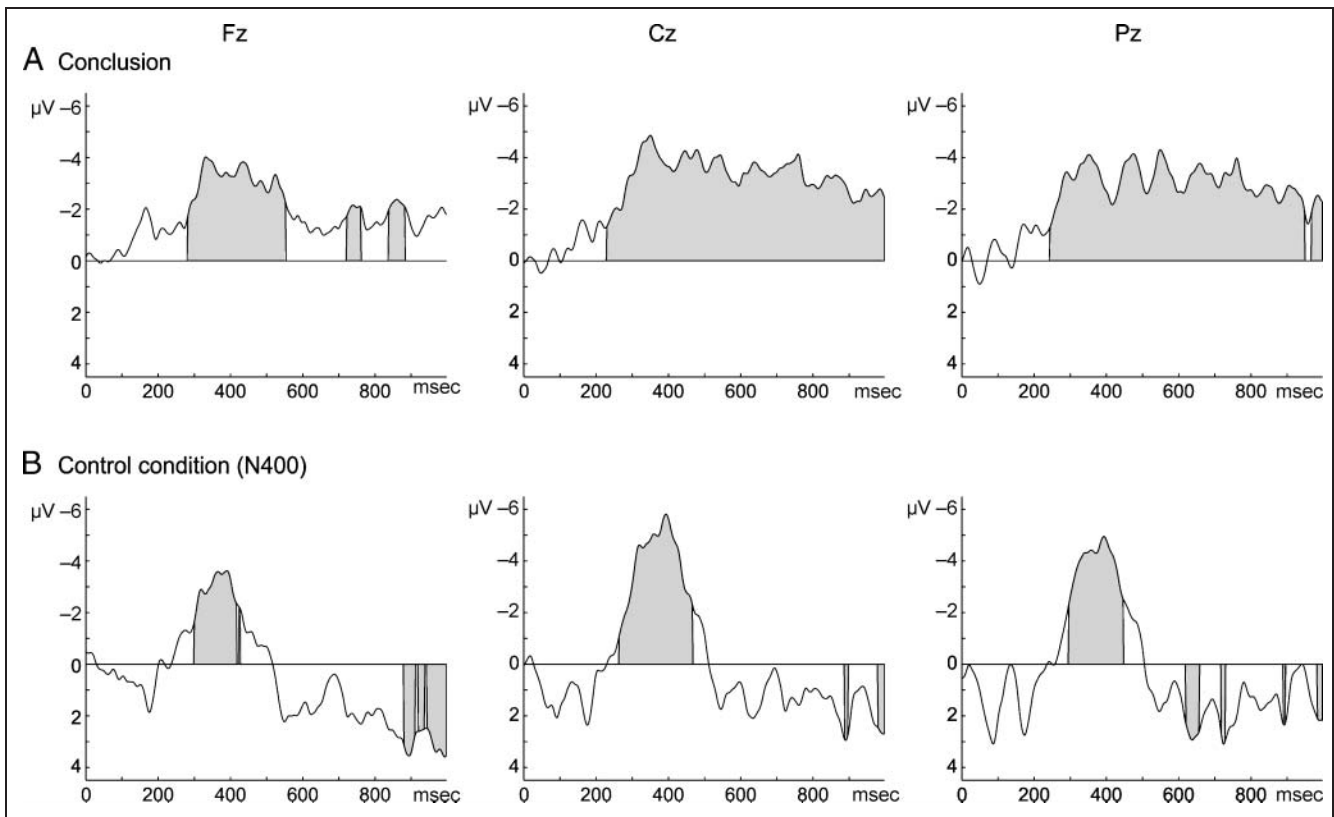 Fz Cz Pz
A Conclusion
µV –6 µV –6 µV –6
–4 –4 –4
–2 –2 –2
0 0 0
2 2 2
4 4 4
0 200 400 600 800 msec 0 200 400 600 800 msec 0 200 400 600 800 msec
B Control condition (N400)
µV –6 µV –6 µV –6
–4 –4 –4
–2 –2 –2
0 0 0
2 2 2
4 4 4
0 200 400 600 800 msec 0 200 400 600 800 msec 0 200 400 600 800 msec